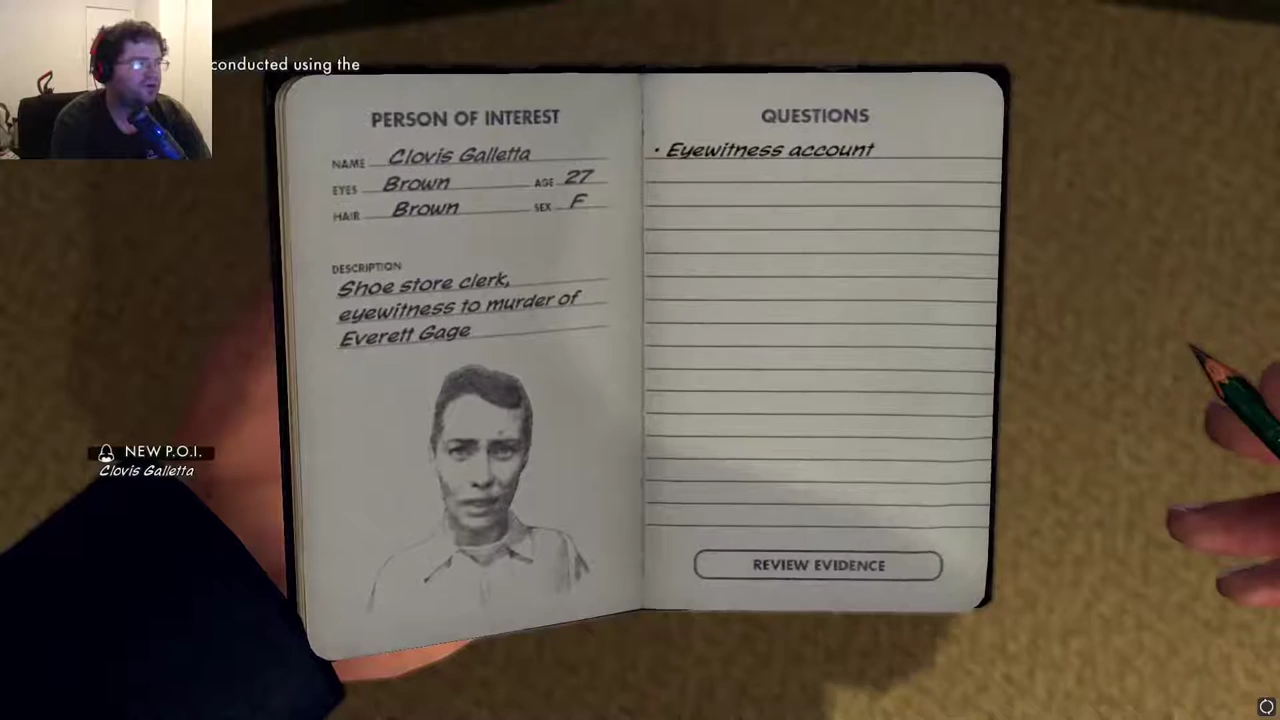 conducted using the
PERSON OF INTEREST
NAME Clovis Galletta
EYES Brown AGE 27
HAIR Brown SEX F
DESCRIPTION
Shoe store clerk,
eyewitness to murder of
Everett Gage
QUESTIONS
• Eyewitness account
REVIEW EVIDENCE
NEW P.O.I.
Clovis Galletta